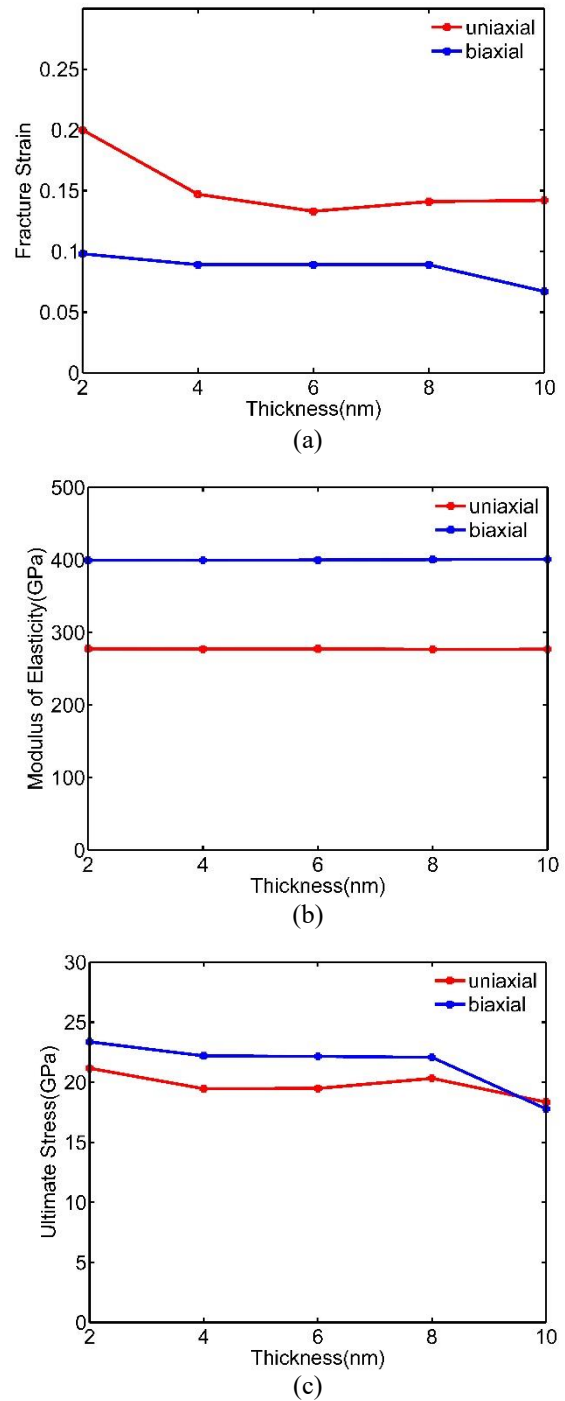 uniaxial
biaxial
0.25
0.2
0.15
0.1
0.05
0
Fracture Strain
2 4 6 8 10
Thickness(nm)
(a)
500
400
300
200
100
0
Modulus of Elasticity(GPa)
uniaxial
biaxial
2 4 6 8 10
Thickness(nm)
(b)
30
25
20
15
10
5
0
Ultimate Stress(GPa)
uniaxial
biaxial
2 4 6 8 10
Thickness(nm)
(c)